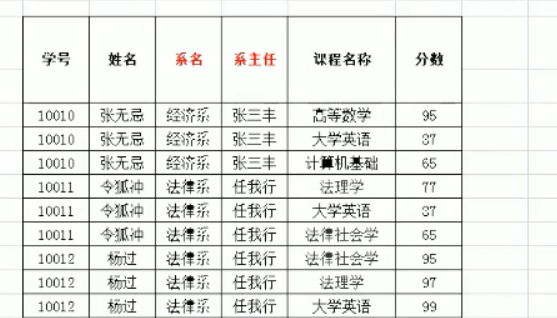 学号 姓名 系名 系主任 课程名称 分数
10010 张无忌 经济系 张三丰 高等数学 95
10010 张无忌 经济系 张三丰 大学英语 87
10010 张无忌 经济系 张三丰 计算机基础 65
10011 令狐冲 法律系 任我行 法理学 77
10011 令狐冲 法律系 任我行 大学英语 87
10011 令狐冲 法律系 任我行 法律社会学 65
10012 杨过 法律系 任我行 法律社会学 95
10012 杨过 法律系 任我行 法理学 97
10012 杨过 法律系 任我行 大学英语 99